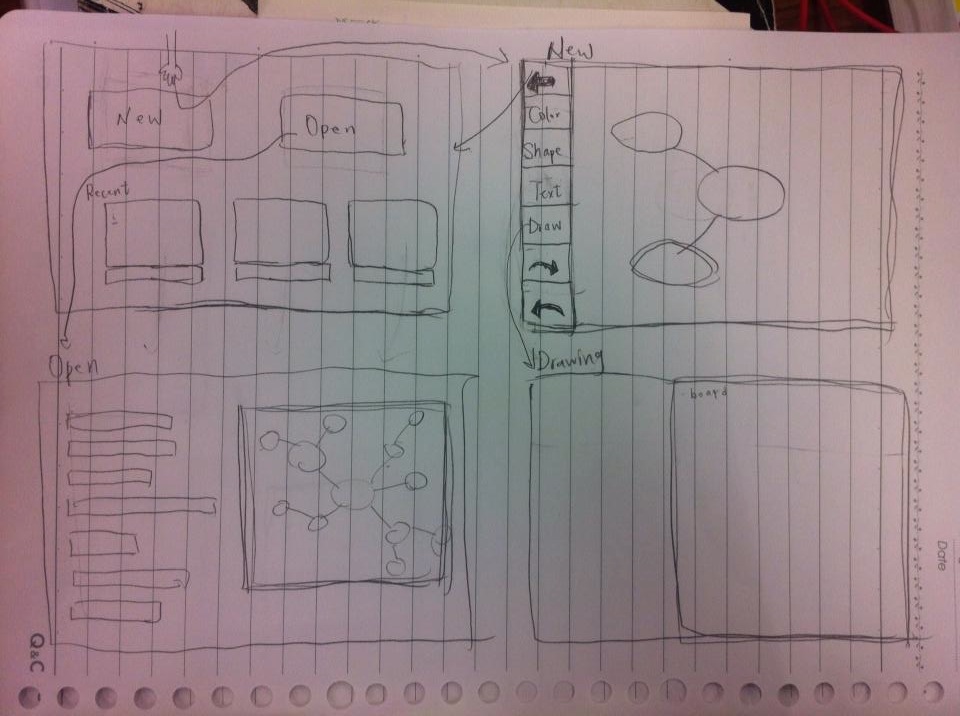 New
Open
Recent
New
Color
Shape
Text
Draw
Open
Drawing
board
Date
Q&C